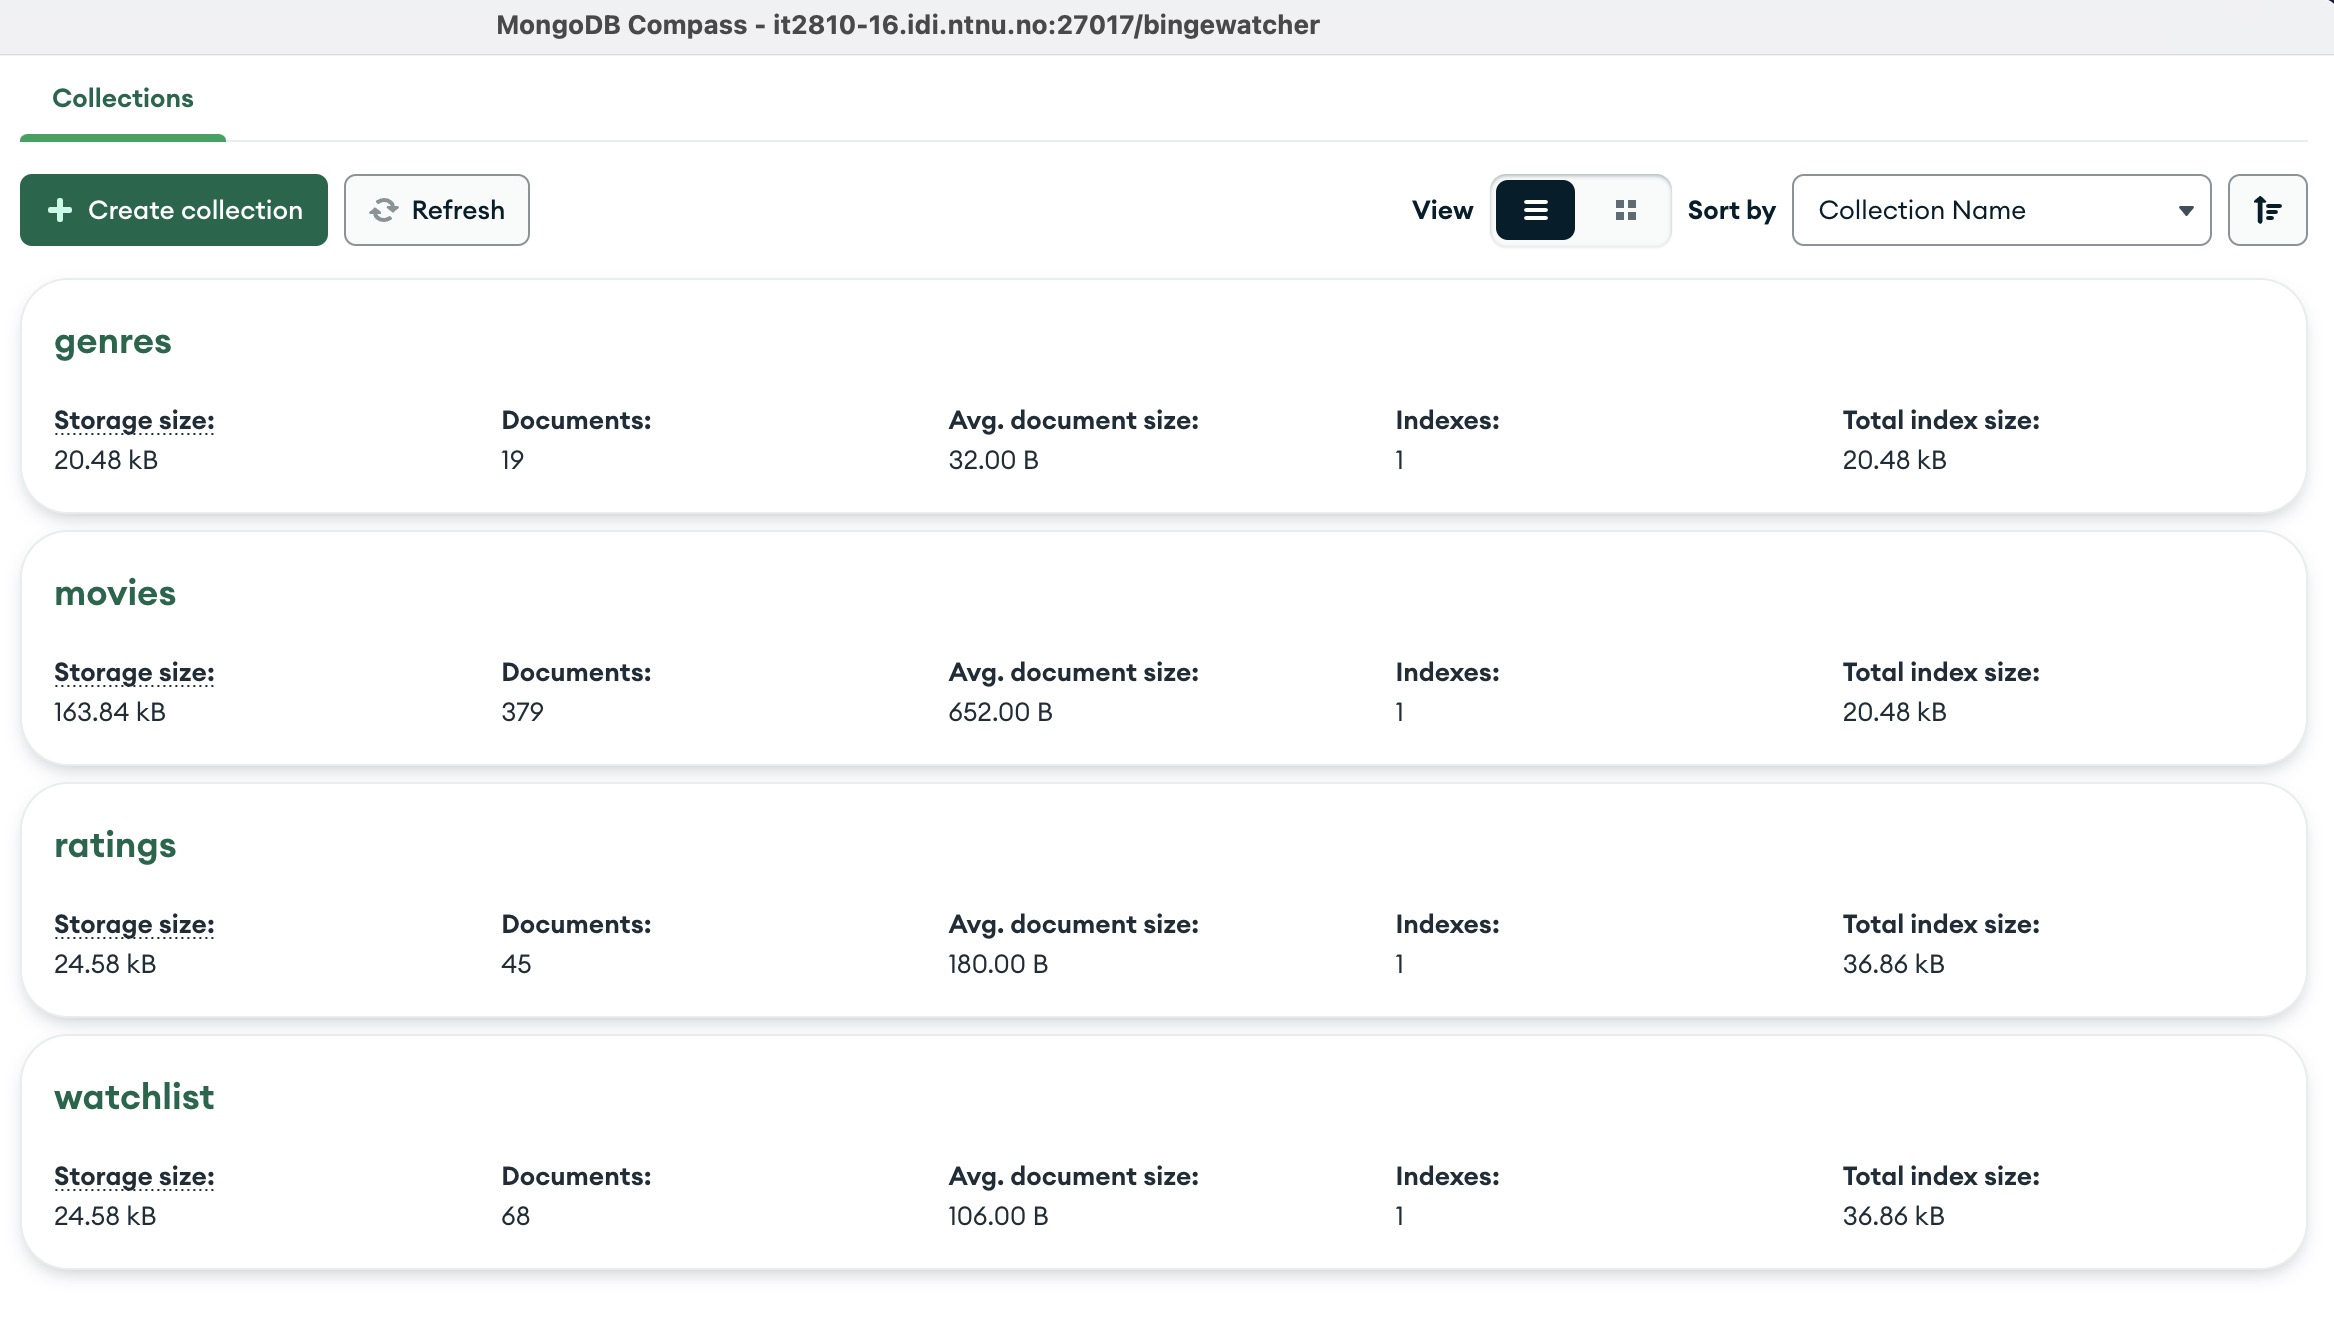 MongoDB Compass - it2810-16.idi.ntnu.no:27017/bingewatcher
Collections
Create collection Refresh View Sort by Collection Name
genres
Storage size: Documents: Avg. document size: Indexes: Total index size:
20.48 kB 19 32.00 B 1 20.48 kB
movies
Storage size: Documents: Avg. document size: Indexes: Total index size:
163.84 kB 379 652.00 B 1 20.48 kB
ratings
Storage size: Documents: Avg. document size: Indexes: Total index size:
24.58 kB 45 180.00 B 1 36.86 kB
watchlist
Storage size: Documents: Avg. document size: Indexes: Total index size:
24.58 kB 68 106.00 B 1 36.86 kB